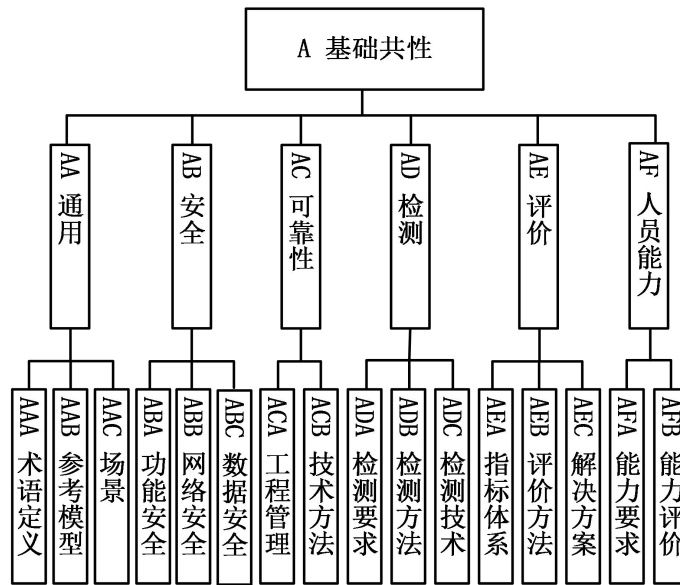 A 基础共性
AA 通用
AB 安全
AC 可靠性
AD 检测
AE 评价
AF 人员能力
AAA 术语定义
AAB 参考模型
AAC 场景
ABA 功能安全
ABB 网络安全
ABC 数据安全
ACA 工程管理
ACB 技术方法
ADA 检测要求
ADB 检测方法
ADC 检测技术
AEA 指标体系
AEB 评价方法
AEC 解决方案
AFA 能力要求
AFB 能力评价